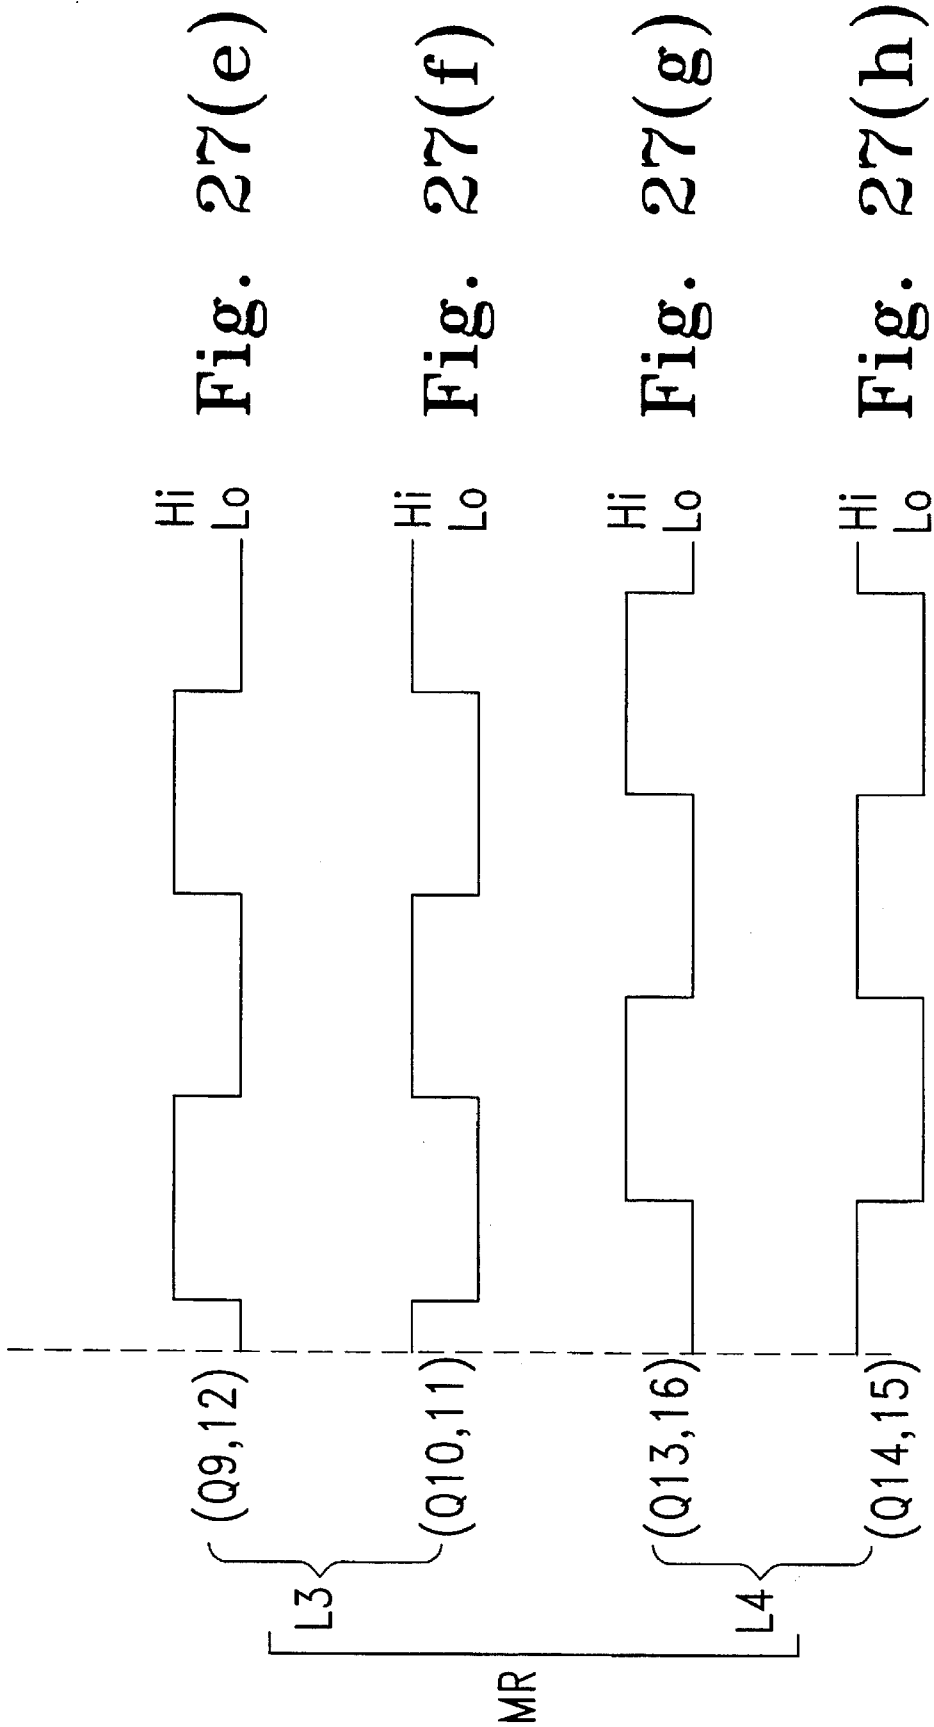 MR
L3
(Q9,12)
Hi
Lo
Fig. 27(e)
(Q10,11)
Hi
Lo
Fig. 27(f)
L4
(Q13,16)
Hi
Lo
Fig. 27(g)
(Q14,15)
Hi
Lo
Fig. 27(h)